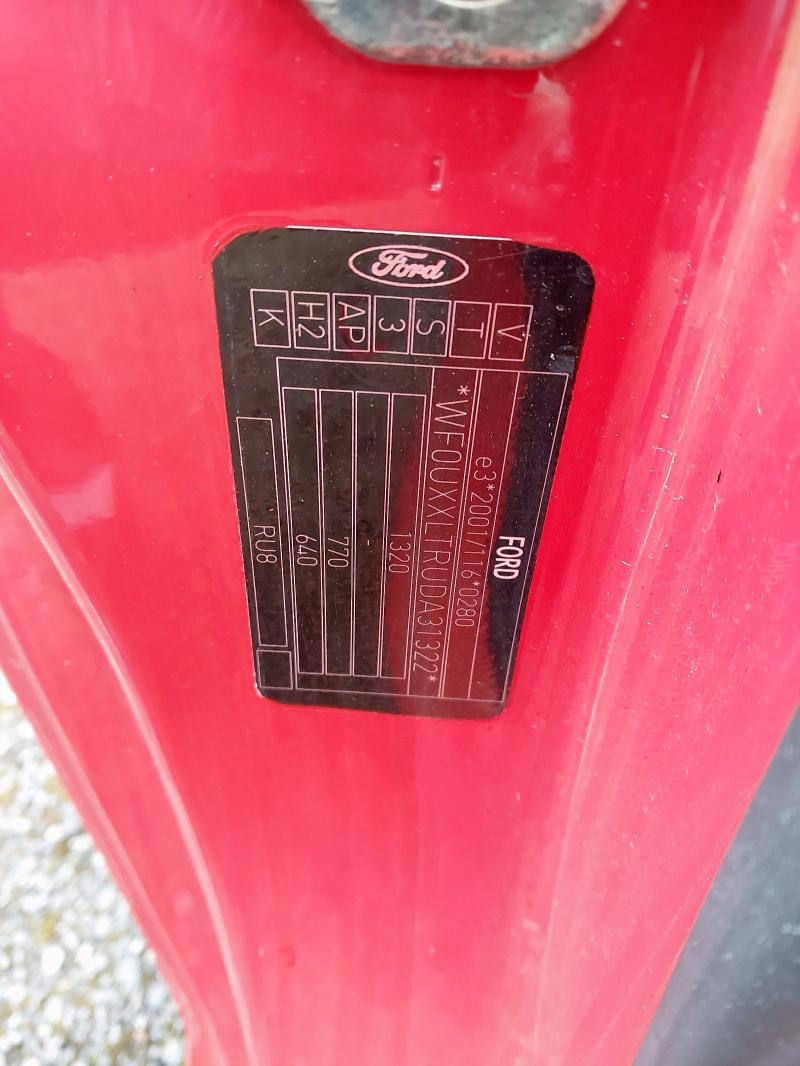 Ford
V
T
S
3
AP
H2
K
FORD
e3*2001/116*0280
*WF0UXXLTRUDA31322*
1320
-
770
640
RU8